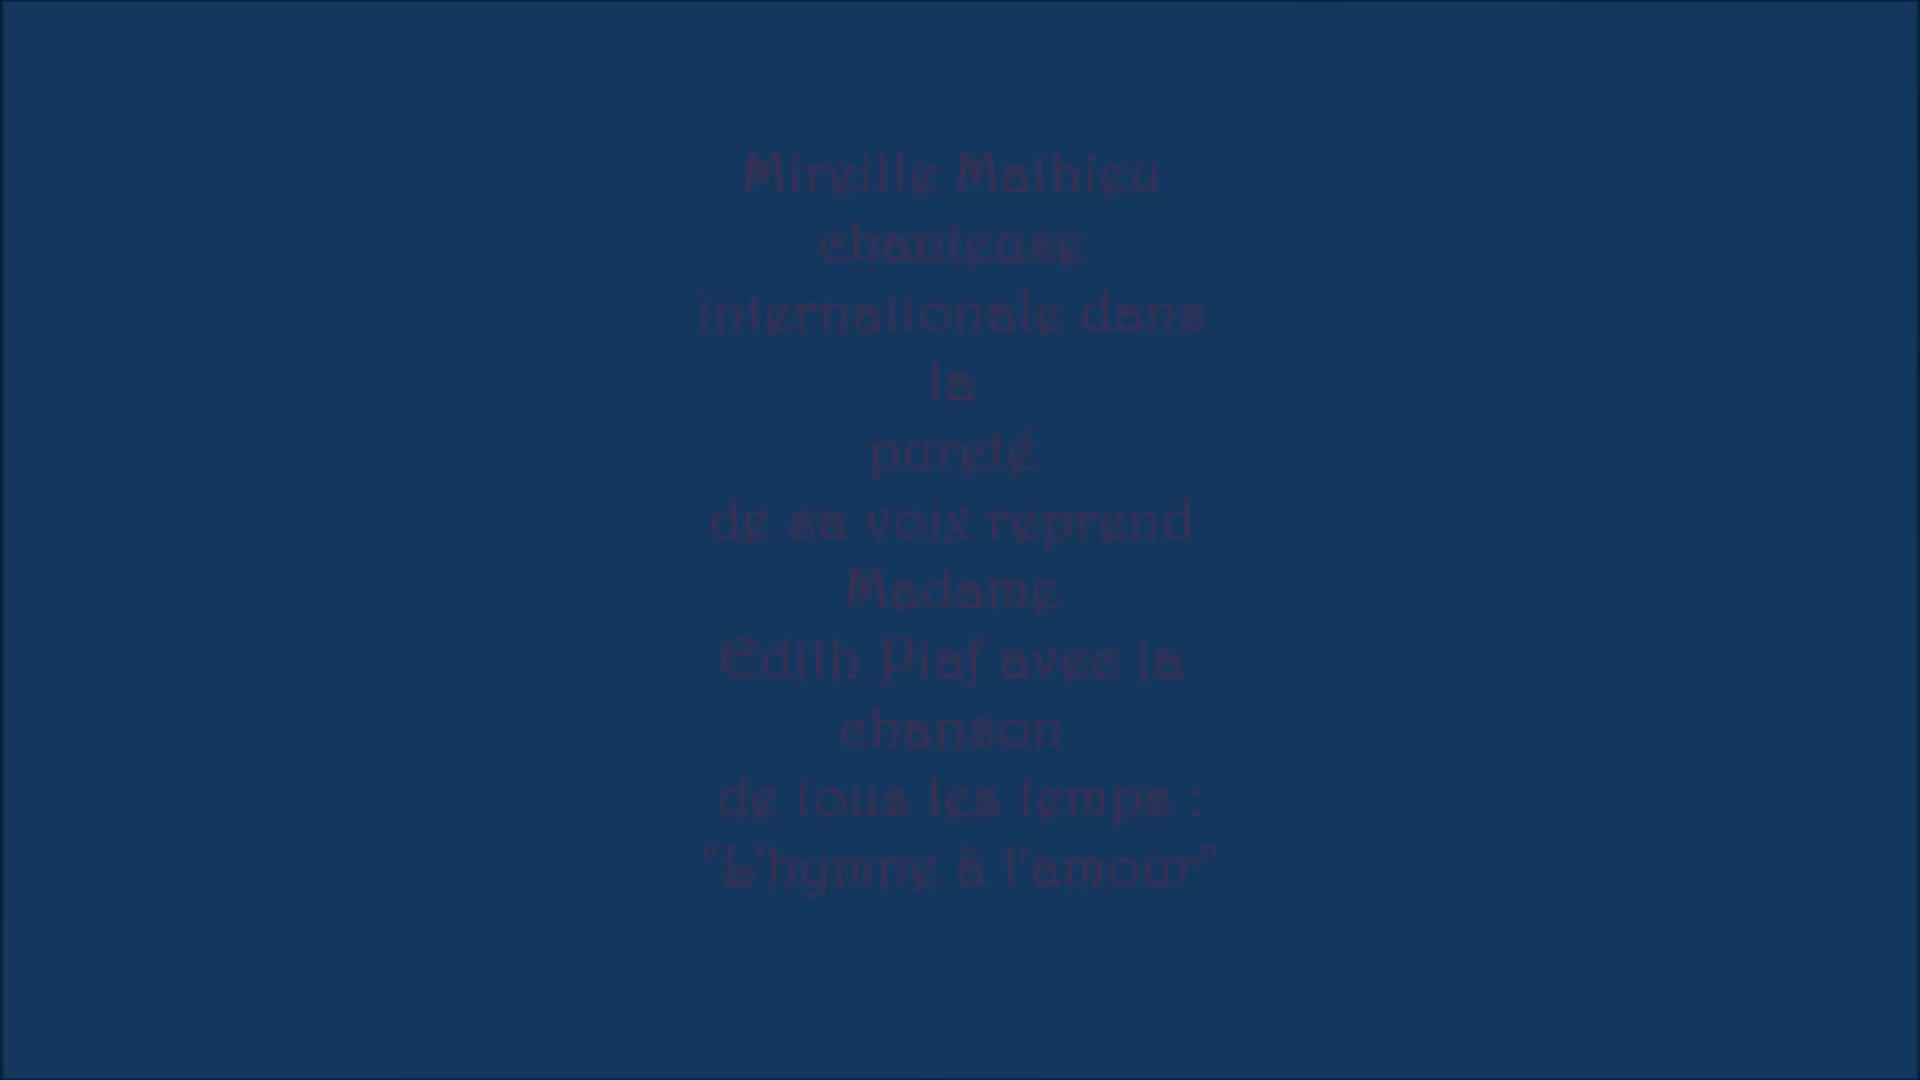 Mireille Mathieu
chanteuse
internationale dans
la
pureté
de sa voix reprend
Madame
Edith Piaf avec la
chanson
de tous les temps :
"L'hymne à l'amour"